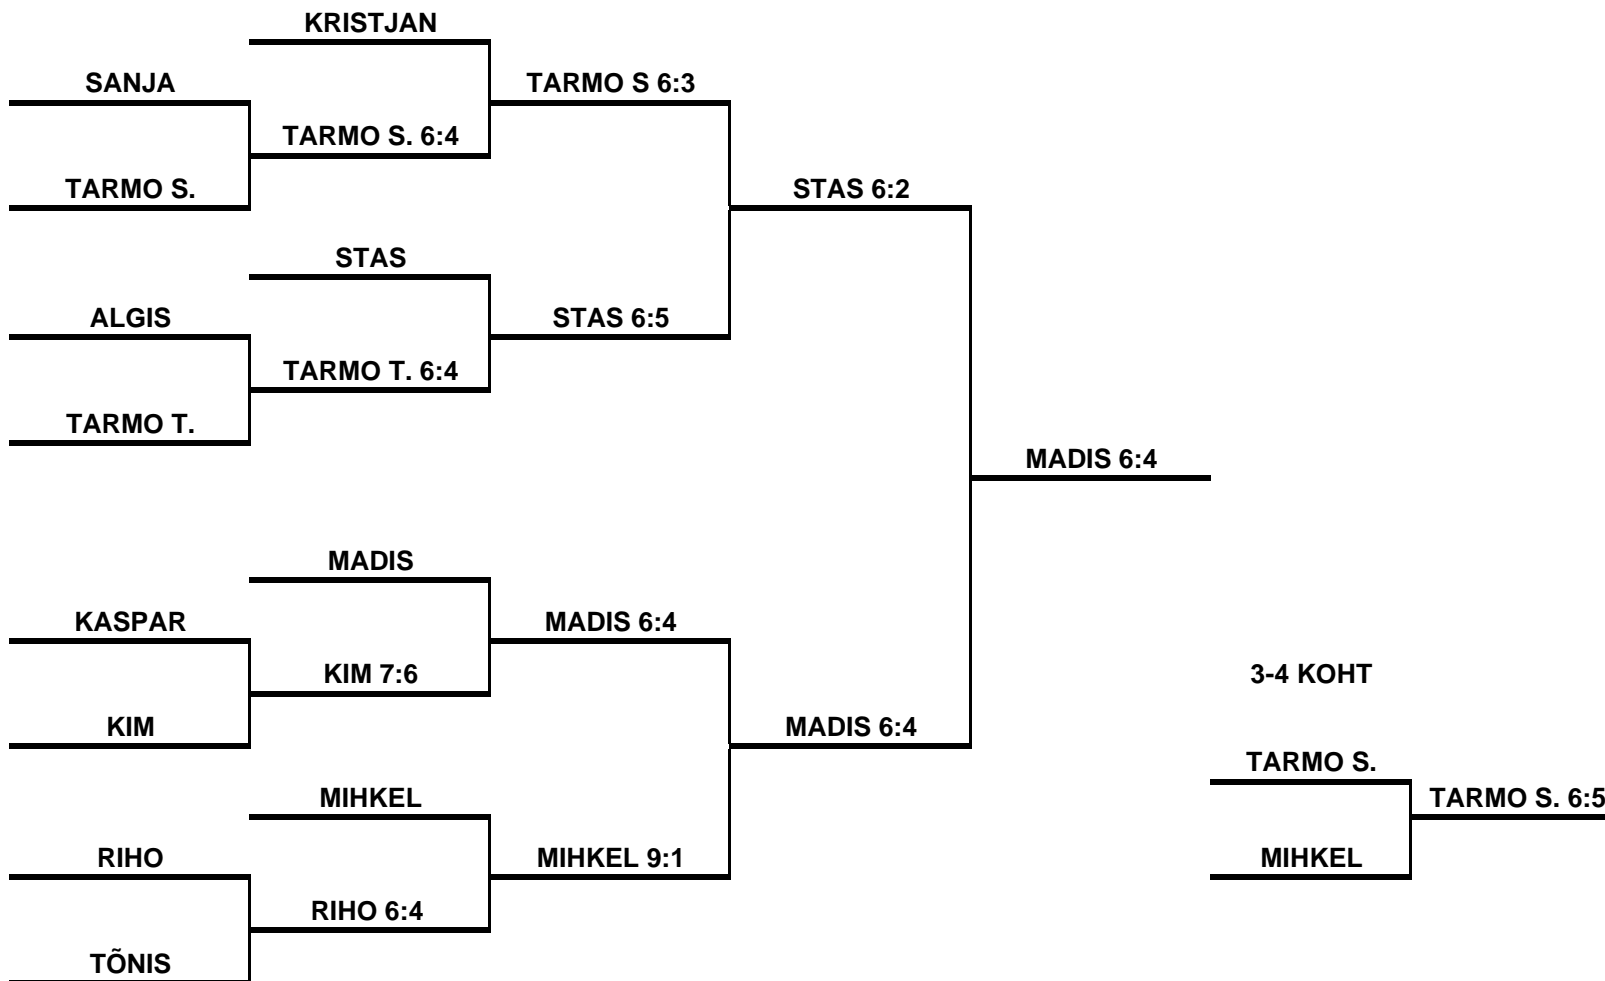 KRISTJAN
SANJA
TARMO S 6:3
TARMO S. 6:4
TARMO S.
STAS 6:2
STAS
ALGIS
STAS 6:5
TARMO T. 6:4
TARMO T.
MADIS 6:4
MADIS
KASPAR
MADIS 6:4
KIM 7:6
3-4 KOHT
KIM
MADIS 6:4
TARMO S.
MIHKEL
TARMO S. 6:5
RIHO
MIHKEL 9:1
MIHKEL
RIHO 6:4
TÕNIS